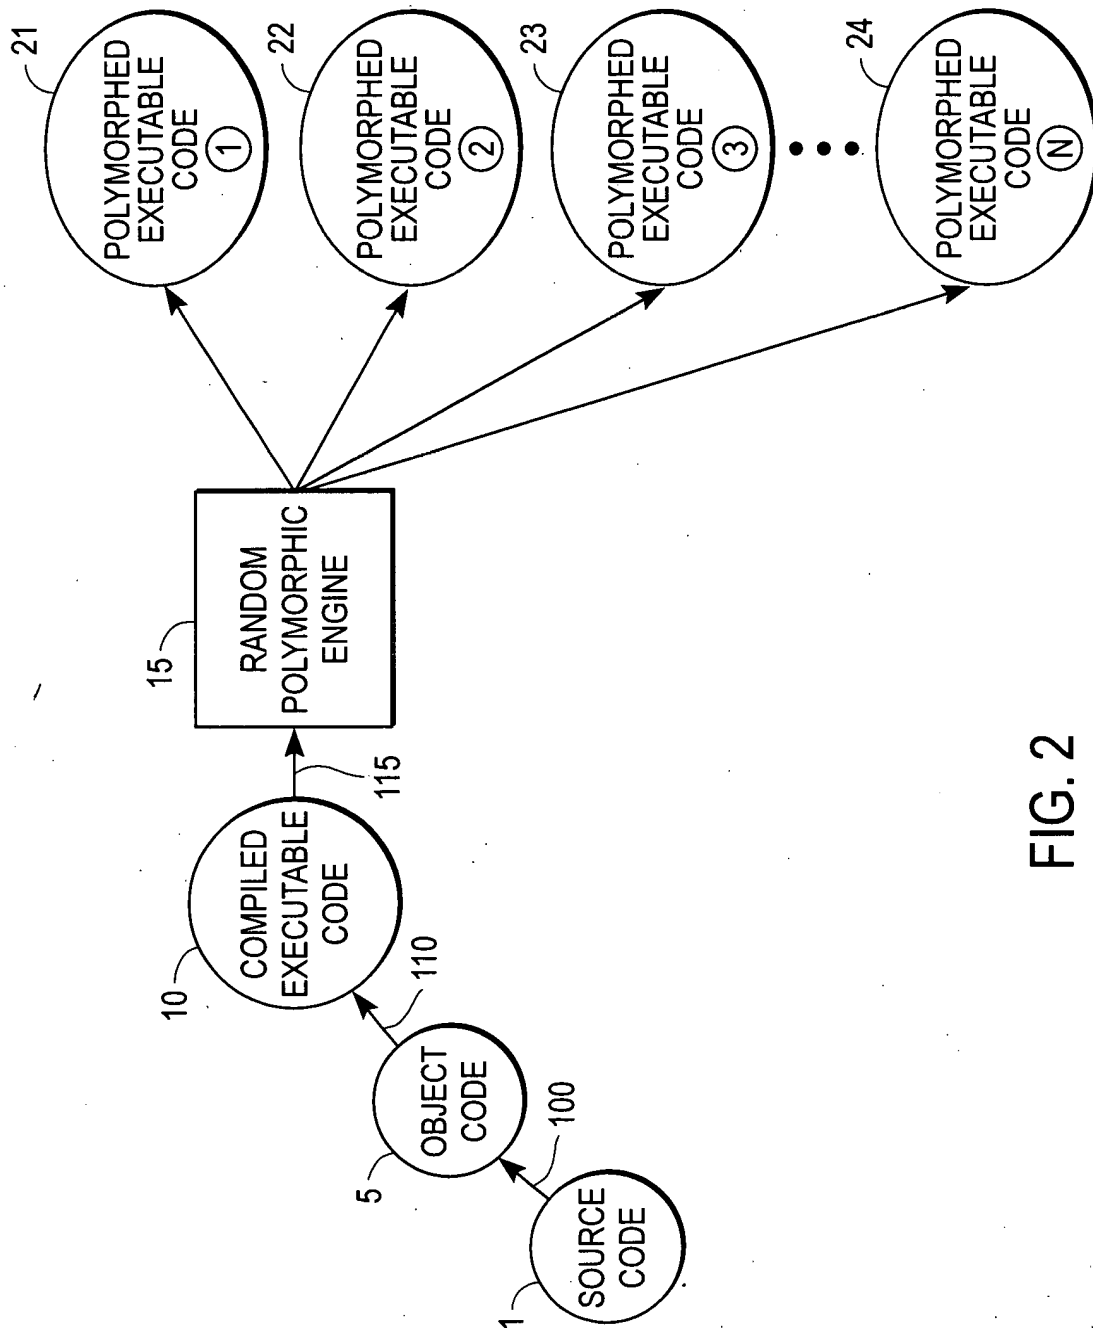 1
SOURCE
CODE
100
5
OBJECT
CODE
110
10
COMPILED
EXECUTABLE
CODE
115
15
RANDOM
POLYMORPHIC
ENGINE
21
POLYMORPHED
EXECUTABLE
CODE
1
22
POLYMORPHED
EXECUTABLE
CODE
2
23
POLYMORPHED
EXECUTABLE
CODE
3
24
POLYMORPHED
EXECUTABLE
CODE
N
FIG. 2